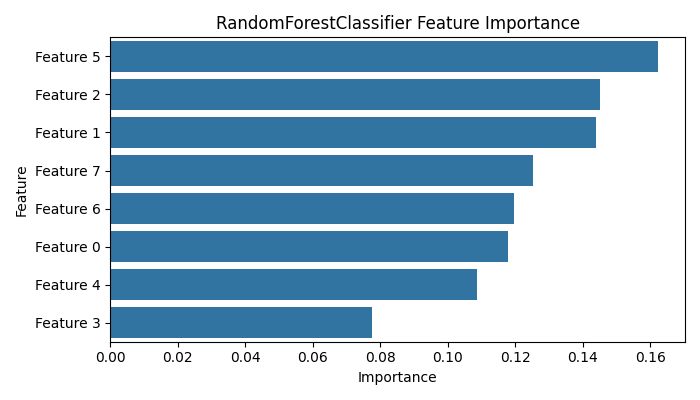 RandomForestClassifier Feature Importance
Feature
Feature 5
Feature 2
Feature 1
Feature 7
Feature 6
Feature 0
Feature 4
Feature 3
0.00 0.02 0.04 0.06 0.08 0.10 0.12 0.14 0.16
Importance